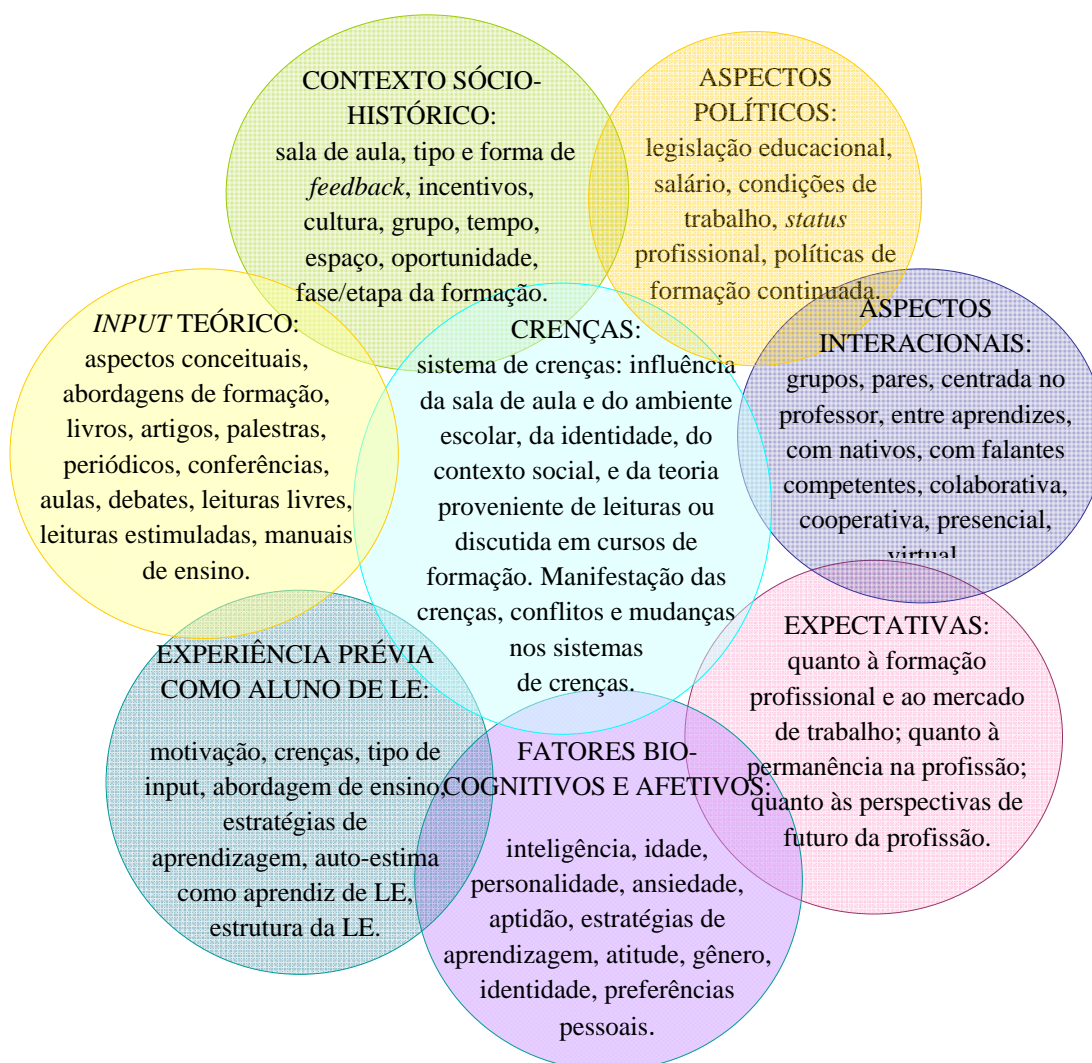 CONTEXTO SÓCIO-
HISTÓRICO:
sala de aula, tipo e forma de
feedback, incentivos,
cultura, grupo, tempo,
espaço, oportunidade,
fase/etapa da formação.
ASPECTOS
POLÍTICOS:
legislação educacional,
salário, condições de
trabalho, status
profissional, políticas de
formação continuada.
INPUT TEÓRICO:
aspectos conceituais,
abordagens de formação,
livros, artigos, palestras,
periódicos, conferências,
aulas, debates, leituras livres,
leituras estimuladas, manuais
de ensino.
CRENÇAS:
sistema de crenças: influência
da sala de aula e do ambiente
escolar, da identidade, do
contexto social, e da teoria
proveniente de leituras ou
discutida em cursos de
formação. Manifestação das
crenças, conflitos e mudanças
nos sistemas
de crenças.
ASPECTOS
INTERACIONAIS:
grupos, pares, centrada no
professor, entre aprendizes,
com nativos, com falantes
competentes, colaborativa,
cooperativa, presencial,
virtual
EXPERIÊNCIA PRÉVIA
COMO ALUNO DE LE:
motivação, crenças, tipo de
input, abordagem de ensino,
estratégias de
aprendizagem, auto-estima
como aprendiz de LE,
estrutura da LE.
FATORES BIO-
COGNITIVOS E AFETIVOS:
inteligência, idade,
personalidade, ansiedade,
aptidão, estratégias de
aprendizagem, atitude, gênero,
identidade, preferências
pessoais.
EXPECTATIVAS:
quanto à formação
profissional e ao mercado
de trabalho; quanto à
permanência na profissão;
quanto às perspectivas de
futuro da profissão.